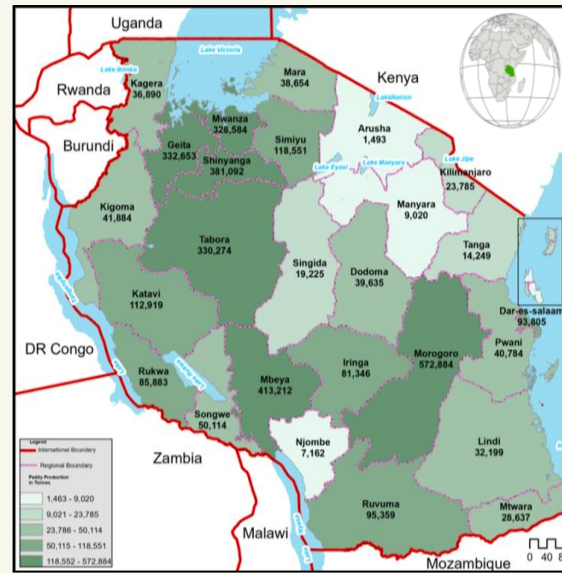 Uganda
Lake Victoria
Lake Ikimba
Kagera
36,890
Mara
38,654
Kenya
Rwanda
Lake Natron
Mwanza
328,584
Arusha
1,493
Burundi
Geita
332,653
Simiyu
118,551
Shinyanga
381,092
Lake Eyasi
Lake Manyara
Lake Jipe
Kilimanjaro
23,785
Kigoma
41,884
Manyara
9,020
Tabora
330,274
Singida
19,225
Dodoma
39,635
Tanga
14,249
Katavi
112,919
Dar-es-salaam
93,805
Pwani
40,784
DR Congo
Rukwa
85,883
Mbeya
413,212
Iringa
81,346
Morogoro
572,884
Songwe
50,114
Zambia
Njombe
7,162
Lindi
32,199
Ruvuma
95,359
Mtwara
28,637
Malawi
Mozambique
Legend
International Boundary
Regional Boundary
Paddy Production
in Tonnes
1,463 - 9,020
9,021 - 23,785
23,786 - 50,114
50,115 - 118,551
118,552 - 572,884
0 40 8